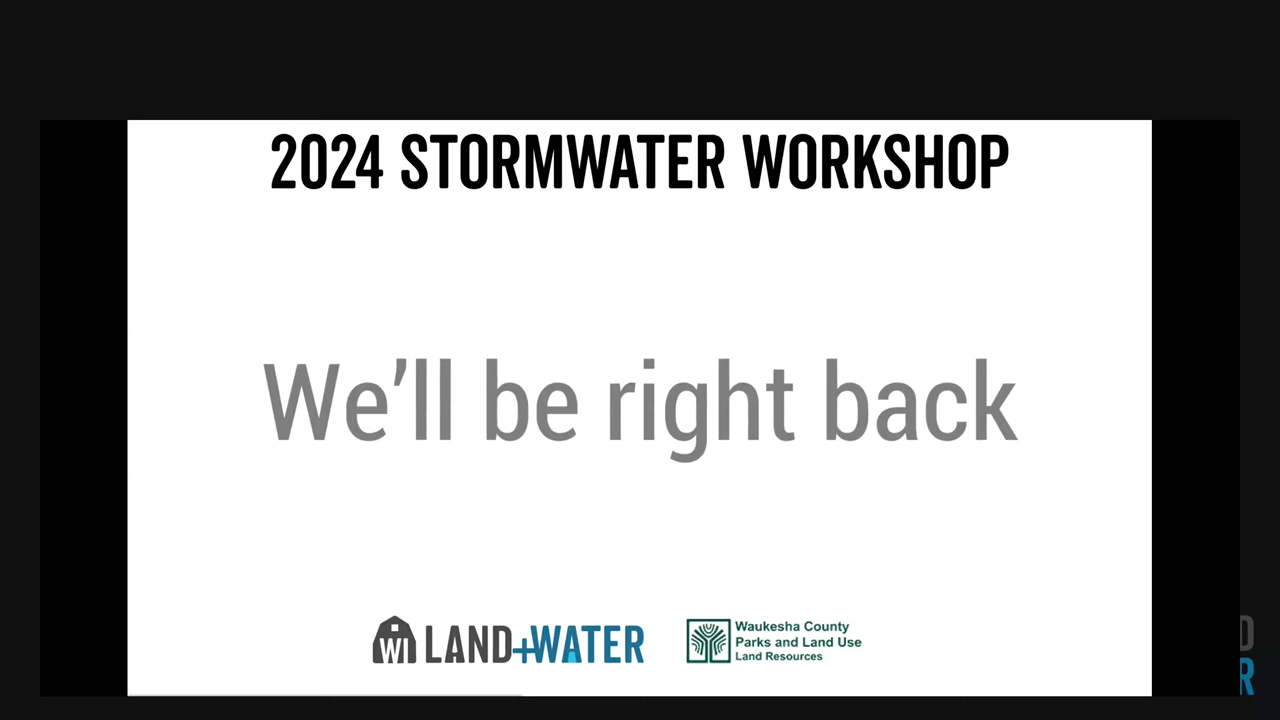 2024 STORMWATER WORKSHOP
We'll be right back
WI LAND+WATER
Waukesha County
Parks and Land Use
Land Resources
D
R